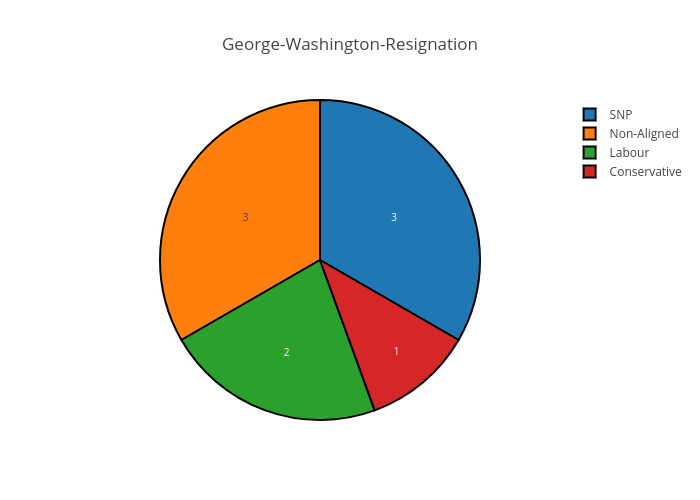 George-Washington-Resignation
SNP
Non-Aligned
Labour
Conservative
3
3
2
1